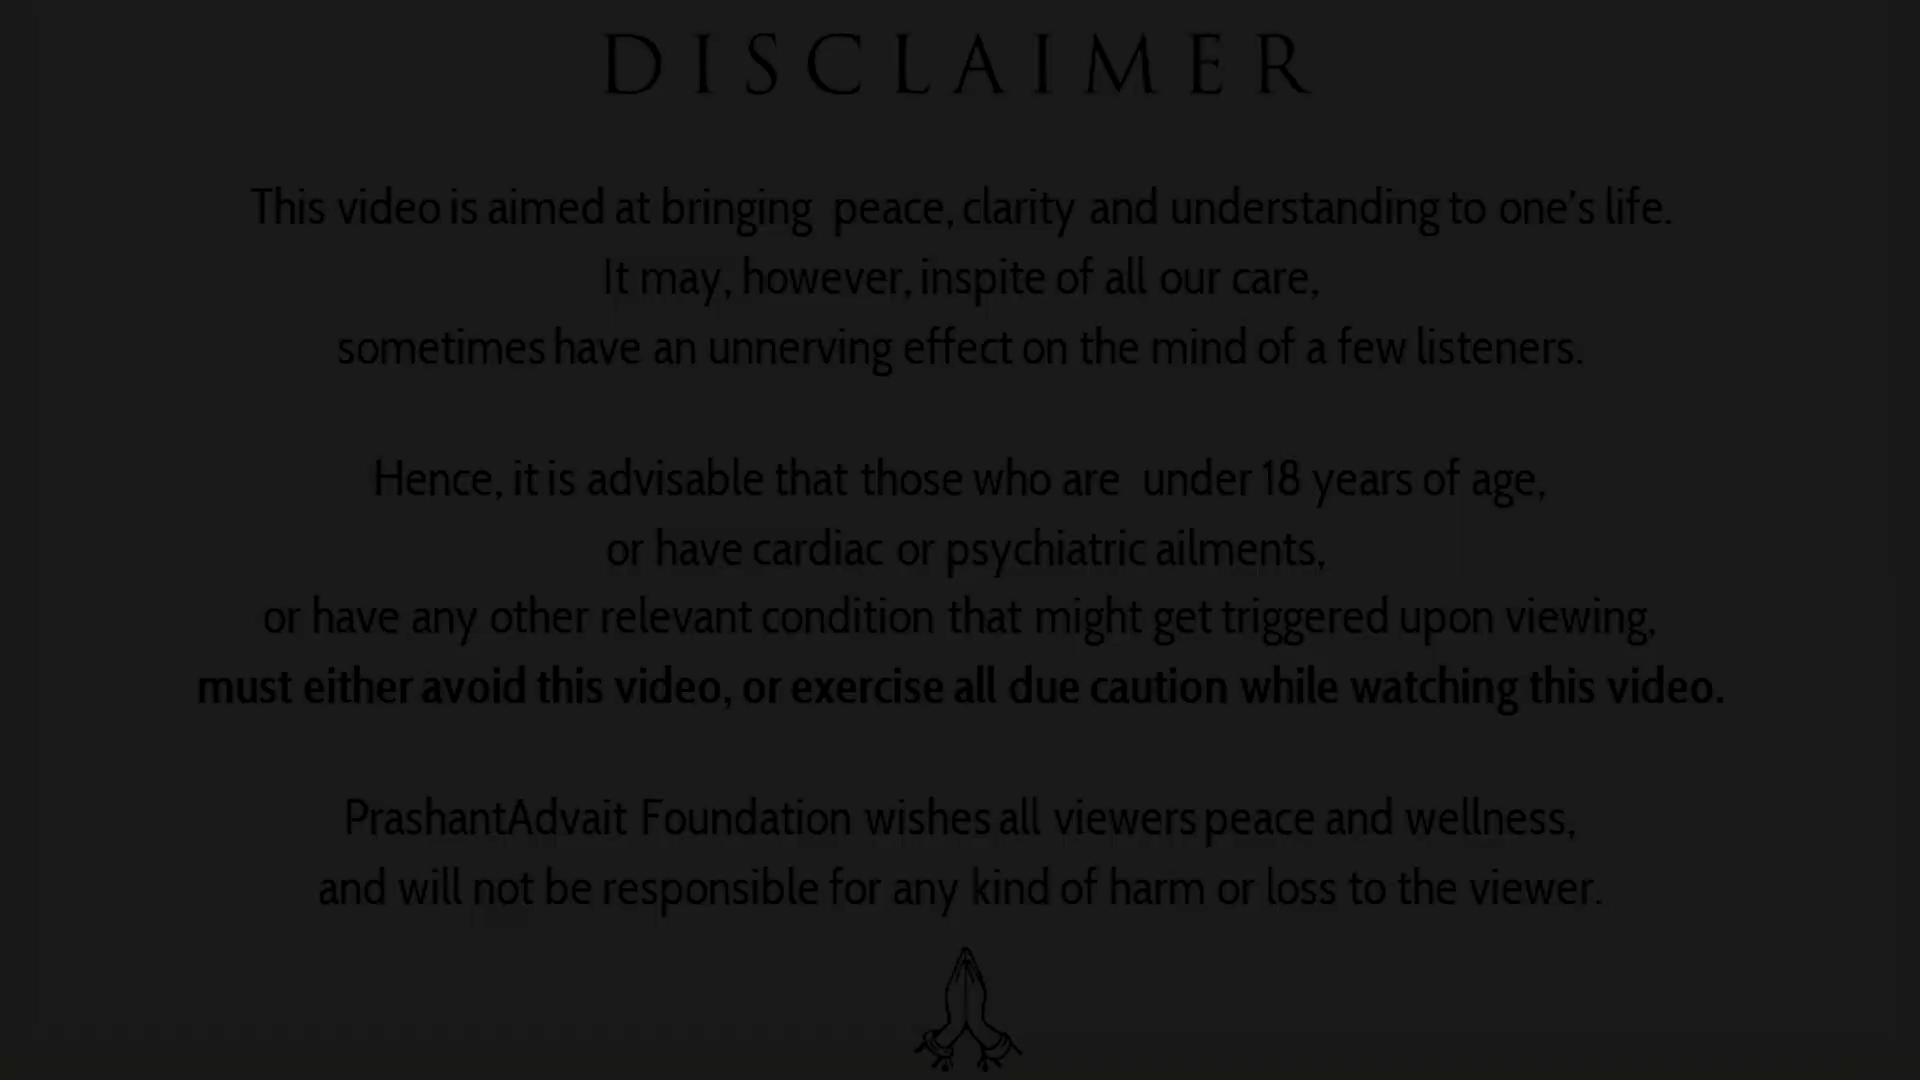 DISCLAIMER
This video is aimed at bringing peace, clarity and understanding to one's life.
It may, however, inspite of all our care,
sometimes have an unnerving effect on the mind of a few listeners.
Hence, it is advisable that those who are under 18 years of age,
or have cardiac or psychiatric ailments,
or have any other relevant condition that might get triggered upon viewing,
must either avoid this video, or exercise all due caution while watching this video.
PrashantAdvait Foundation wishes all viewers peace and wellness,
and will not be responsible for any kind of harm or loss to the viewer.